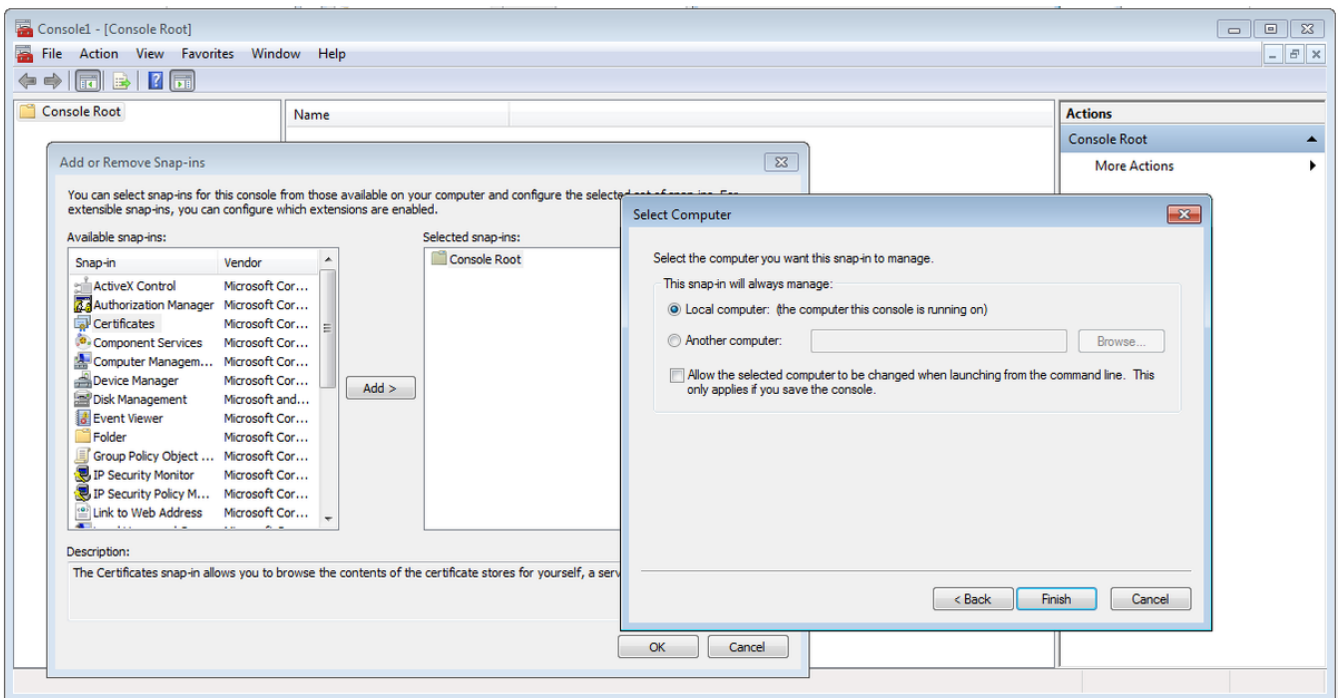 Console1 - [Console Root]
File Action View Favorites Window Help
Console Root
Name
Actions
Console Root
More Actions
Add or Remove Snap-ins
You can select snap-ins for this console from those available on your computer and configure the selected
extensible snap-ins, you can configure which extensions are enabled.
Available snap-ins:
Selected snap-ins:
Snap-in Vendor
ActiveX Control Microsoft Cor...
Authorization Manager Microsoft Cor...
Certificates Microsoft Cor...
Component Services Microsoft Cor...
Computer Managem... Microsoft Cor...
Device Manager Microsoft Cor...
Disk Management Microsoft and...
Event Viewer Microsoft Cor...
Folder Microsoft Cor...
Group Policy Object ... Microsoft Cor...
IP Security Monitor Microsoft Cor...
IP Security Policy M... Microsoft Cor...
Link to Web Address Microsoft Cor...
Add >
Console Root
Description:
The Certificates snap-in allows you to browse the contents of the certificate stores for yourself, a
OK Cancel
Select Computer
Select the computer you want this snap-in to manage.
This snap-in will always manage:
Local computer: (the computer this console is running on)
Another computer:
Browse...
Allow the selected computer to be changed when launching from the command line. This
only applies if you save the console.
< Back Finish Cancel